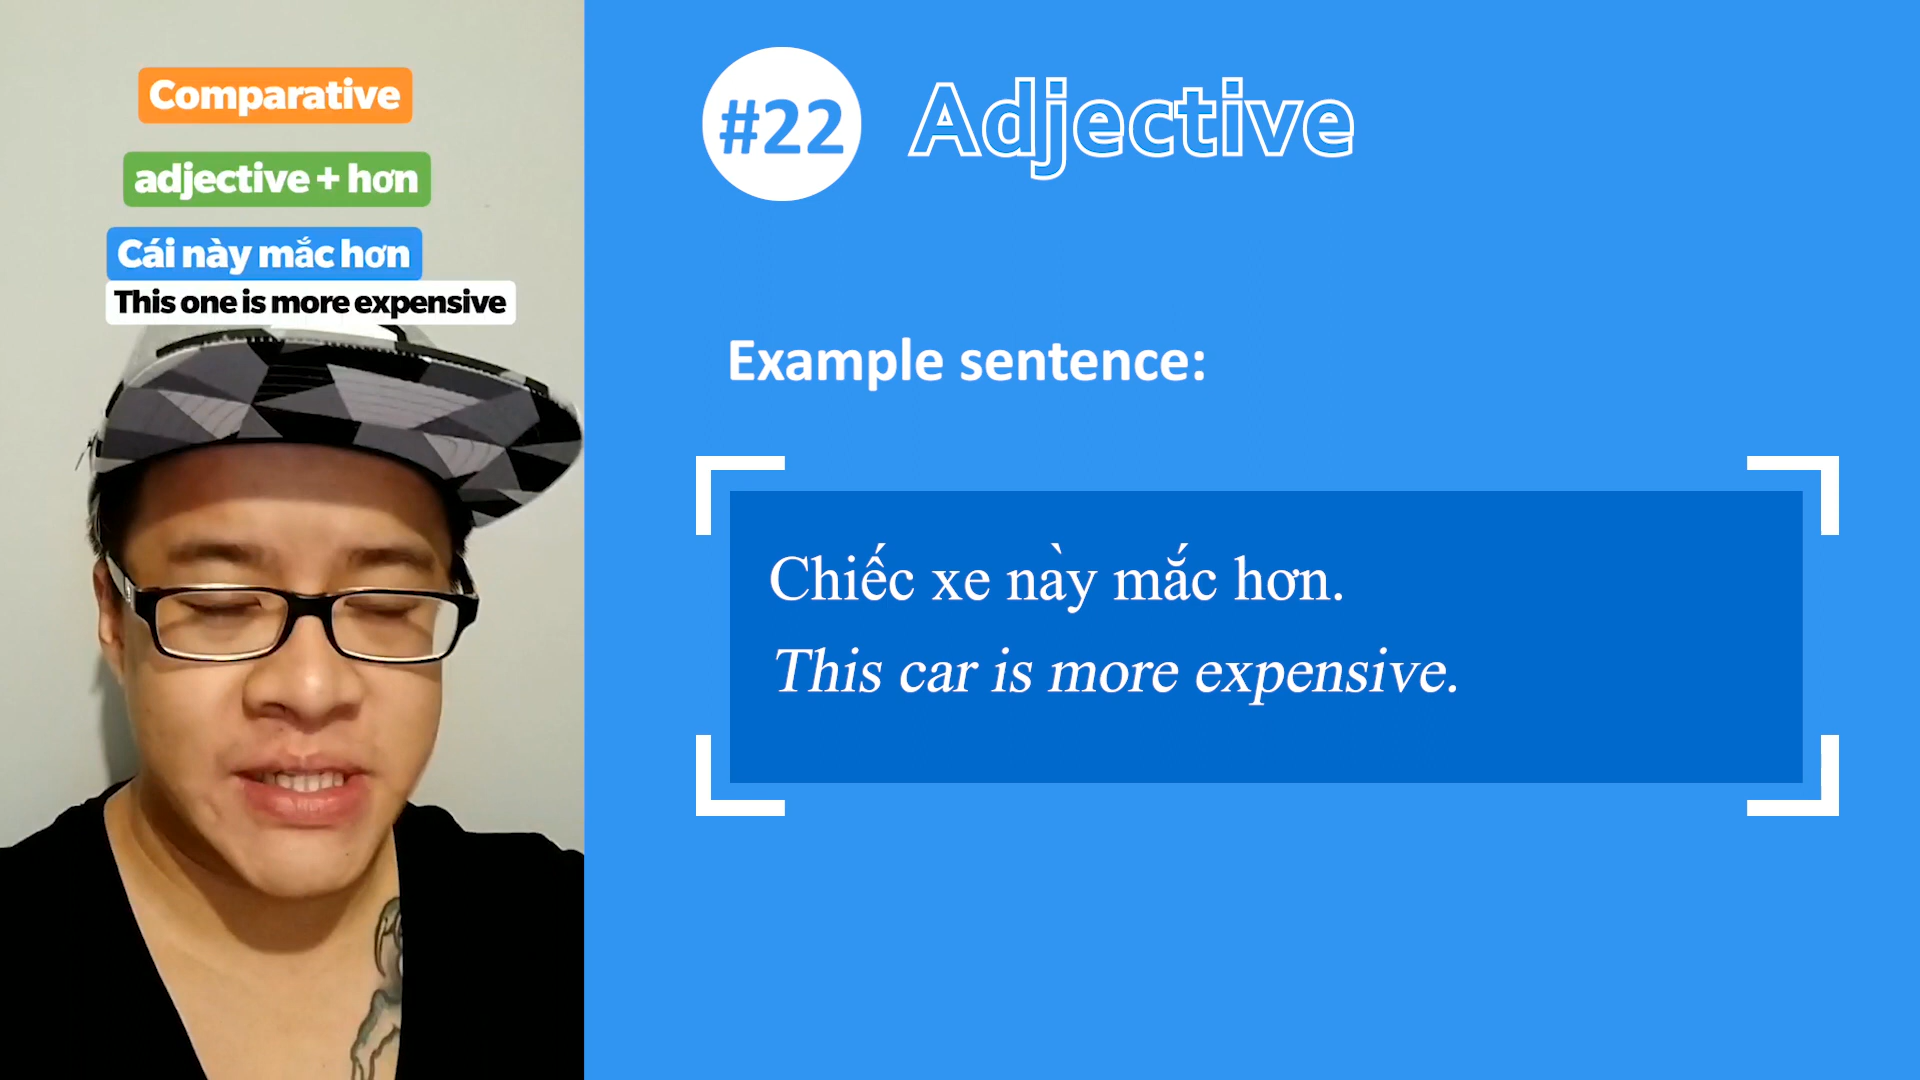 Comparative
adjective + hơn
Cái này mắc hơn
This one is more expensive
#22 Adjective
Example sentence:
Chiếc xe này mắc hơn.
This car is more expensive.